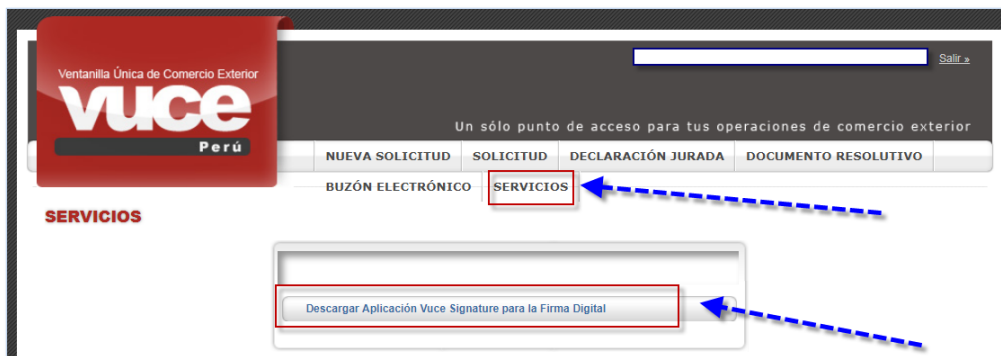 Salir »
Ventanilla Única de Comercio Exterior
vuce
Perú
Un sólo punto de acceso para tus operaciones de comercio exterior
NUEVA SOLICITUD SOLICITUD DECLARACIÓN JURADA DOCUMENTO RESOLUTIVO
BUZÓN ELECTRÓNICO SERVICIOS
SERVICIOS
Descargar Aplicación Vuce Signature para la Firma Digital